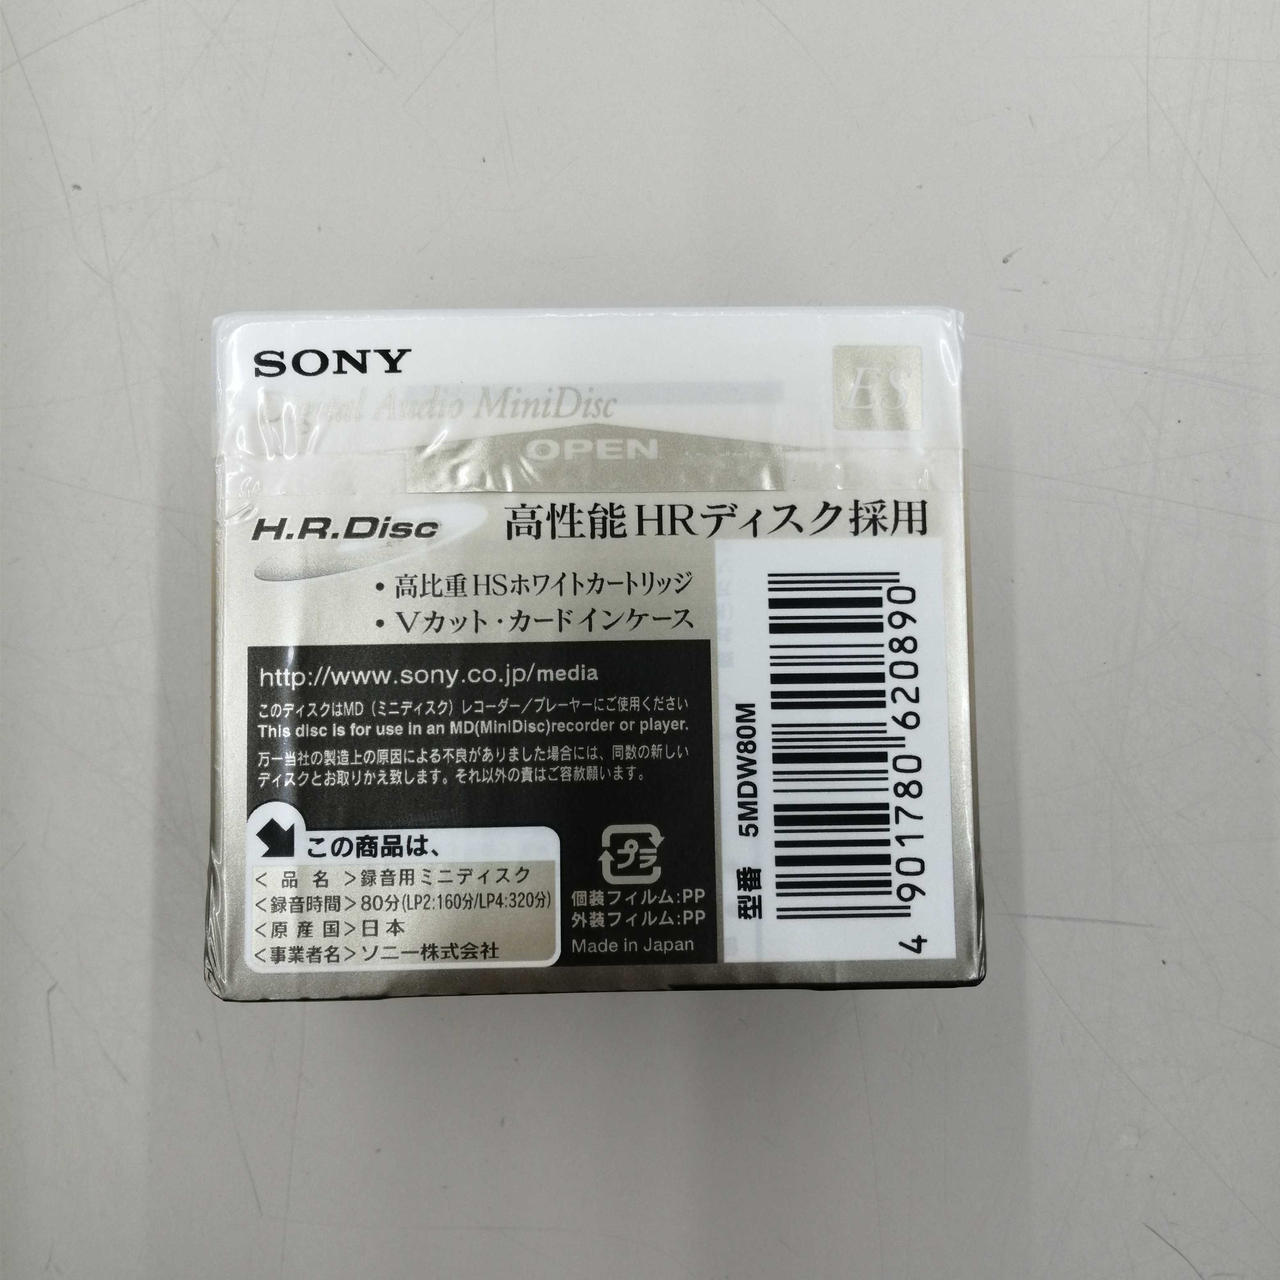 SONY
ES
Digital Audio MiniDisc
OPEN
H.R.Disc
高性能HRディスク採用
・高比重HSホワイトカートリッジ
・Vカット・カードインケース
http://www.sony.co.jp/media
このディスクはMD（ミニディスク）レコーダー／プレーヤーにご使用ください
This disc is for use in an MD(MiniDisc)recorder or player.
万一当社の製造上の原因による不良がありました場合には、同数の新しい
ディスクとお取りかえ致します。それ以外の責はご容赦願います。
この商品は、
＜品名＞録音用ミニディスク
＜録音時間＞80分(LP2:160分/LP4:320分)
＜原産国＞日本
＜事業者名＞ソニー株式会社
プラ
個装フィルム:PP
外装フィルム:PP
Made in Japan
型番 5MDW80M
4 901780 620890